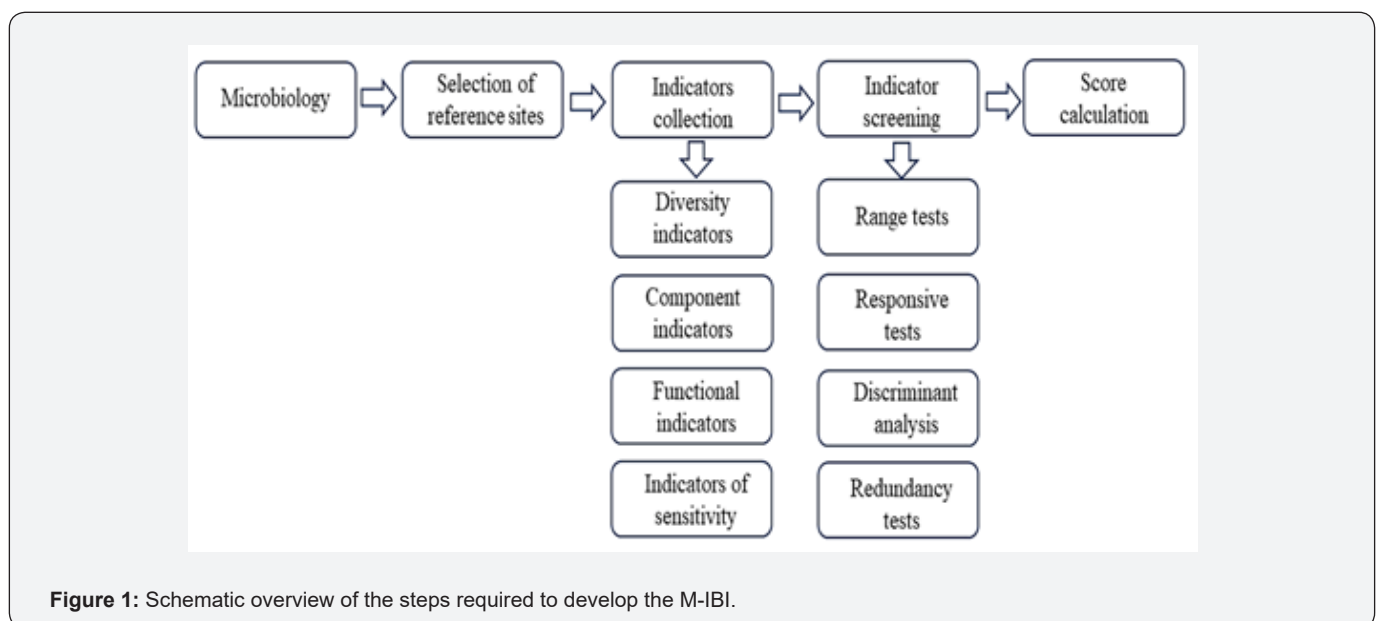 Microbiology
Selection of
reference sites
Indicators
collection
Indicator
screening
Score
calculation
Diversity
indicators
Component
indicators
Functional
indicators
Indicators of
sensitivity
Range tests
Responsive
tests
Discriminant
analysis
Redundancy
tests
Figure 1: Schematic overview of the steps required to develop the M-IBI.